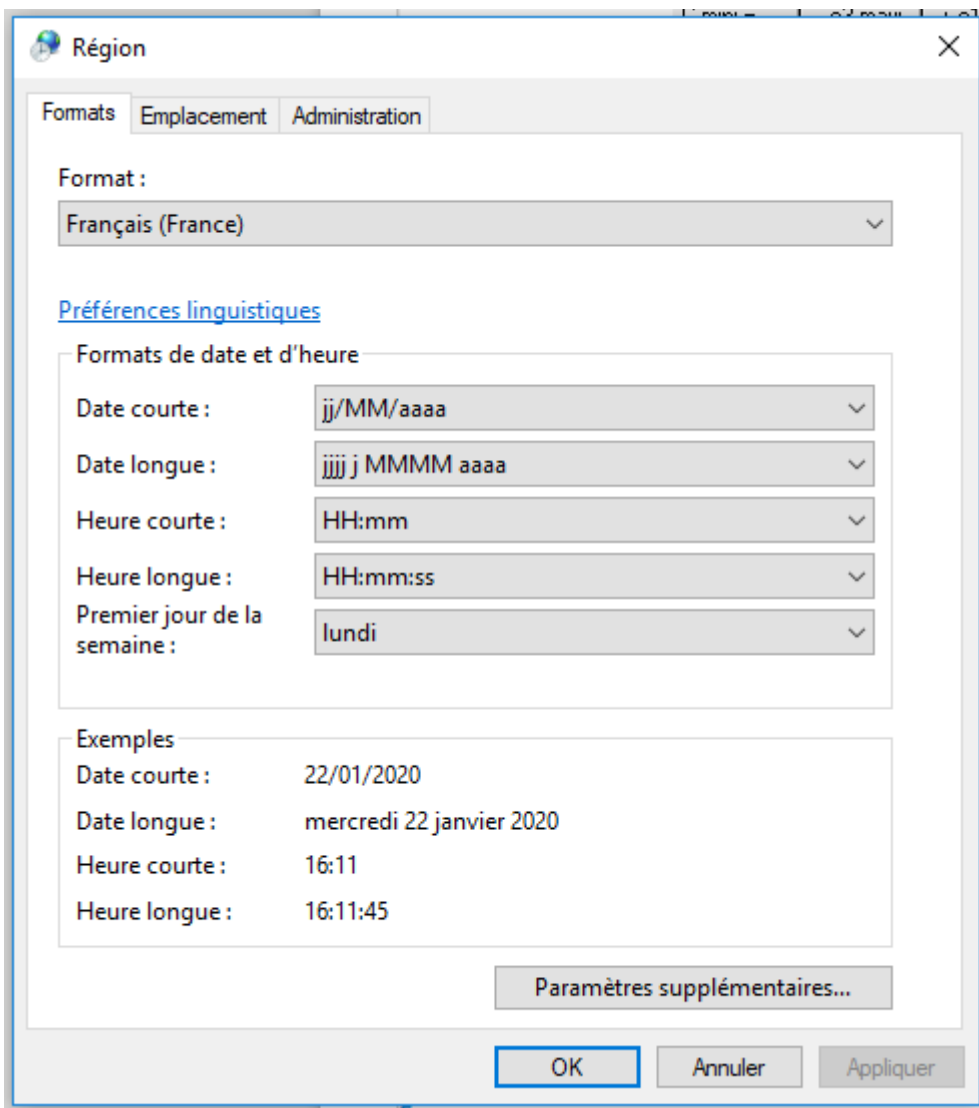 Région
Formats Emplacement Administration
Format :
Français (France)
Préférences linguistiques
Formats de date et d'heure
Date courte : jj/MM/aaaa
Date longue : jjjj j MMMM aaaa
Heure courte : HH:mm
Heure longue : HH:mm:ss
Premier jour de la
semaine : lundi
Exemples
Date courte : 22/01/2020
Date longue : mercredi 22 janvier 2020
Heure courte : 16:11
Heure longue : 16:11:45
Paramètres supplémentaires...
OK Annuler Appliquer